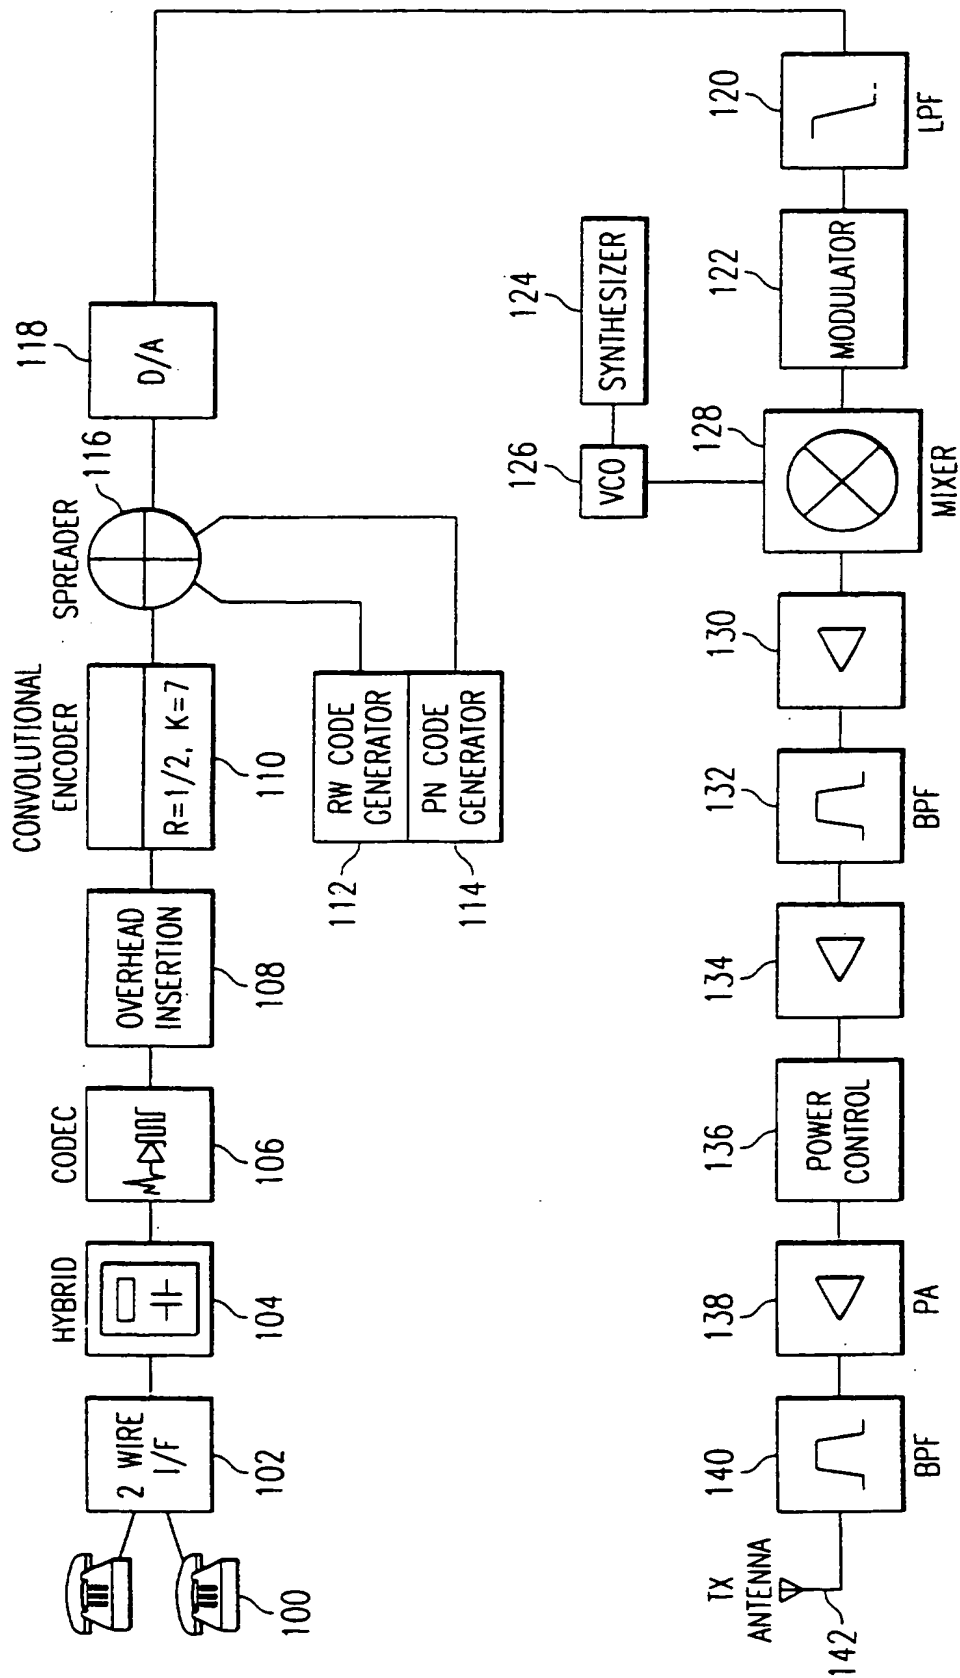 100
2 WIRE
I/F
102
HYBRID
104
CODEC
106
OVERHEAD
INSERTION
108
CONVOLUTIONAL
ENCODER
R=1/2, K=7
110
RW CODE
GENERATOR
112
PN CODE
GENERATOR
114
SPREADER
116
D/A
118
120
LPF
122
MODULATOR
124
SYNTHESIZER
126
VCO
128
MIXER
130
132
BPF
134
136
POWER
CONTROL
138
PA
140
BPF
TX
ANTENNA
142